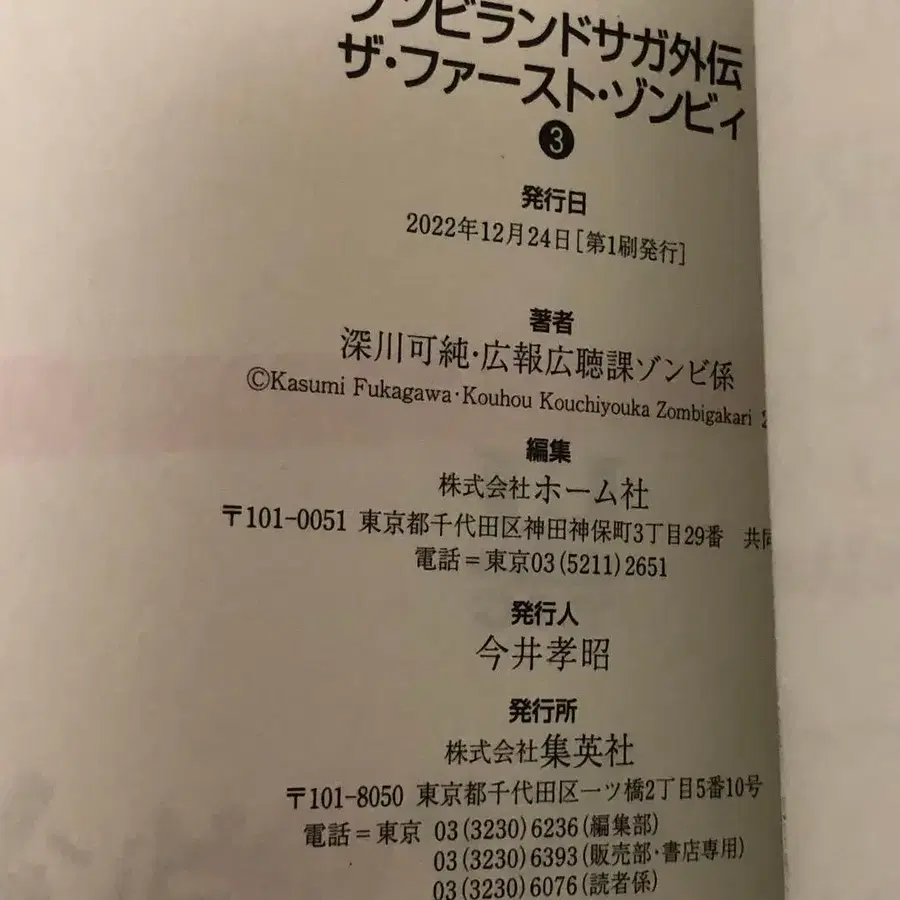 ゾンビランドサガ外伝
ザ・ファースト・ゾンビィ
❸
発行日
2022年12月24日[第1刷発行]
著者
深川可純・広報広聴課ゾンビ係
©Kasumi Fukagawa・Kouhou Kouchiyouka Zombigakari 2
編集
株式会社ホーム社
〒101-0051 東京都千代田区神田神保町3丁目29番 共同
電話=東京03(5211)2651
発行人
今井孝昭
発行所
株式会社集英社
〒101-8050 東京都千代田区一ツ橋2丁目5番10号
電話=東京 03(3230)6236(編集部)
03(3230)6393(販売部・書店専用)
03(3230)6076(読者係)